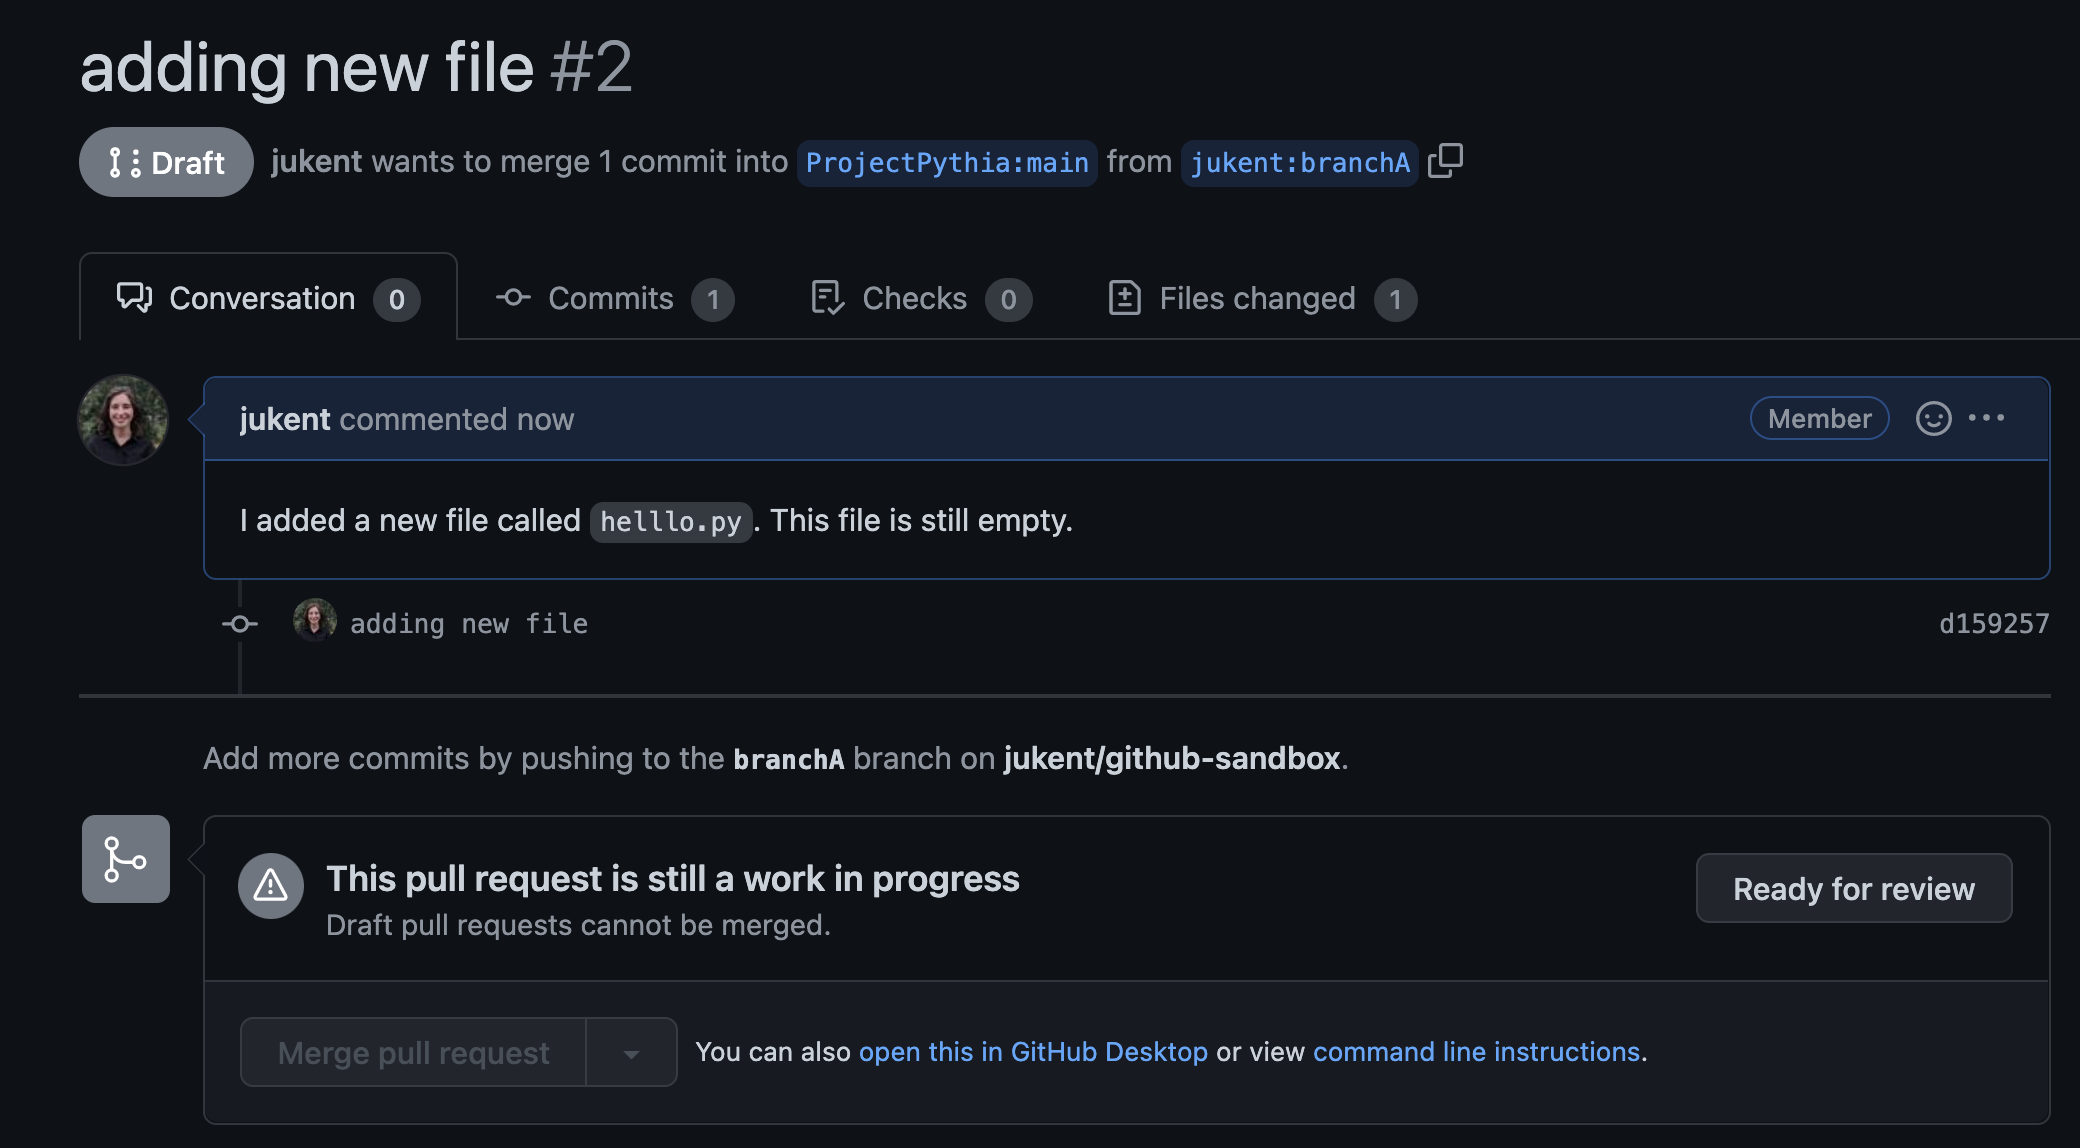 adding new file #2
Draft jukent wants to merge 1 commit into ProjectPythia:main from jukent:branchA
Conversation 0 Commits 1 Checks 0 Files changed 1
jukent commented now Member
I added a new file called helllo.py. This file is still empty.
adding new file d159257
Add more commits by pushing to the branchA branch on jukent/github-sandbox.
This pull request is still a work in progress
Draft pull requests cannot be merged.
Ready for review
Merge pull request You can also open this in GitHub Desktop or view command line instructions.